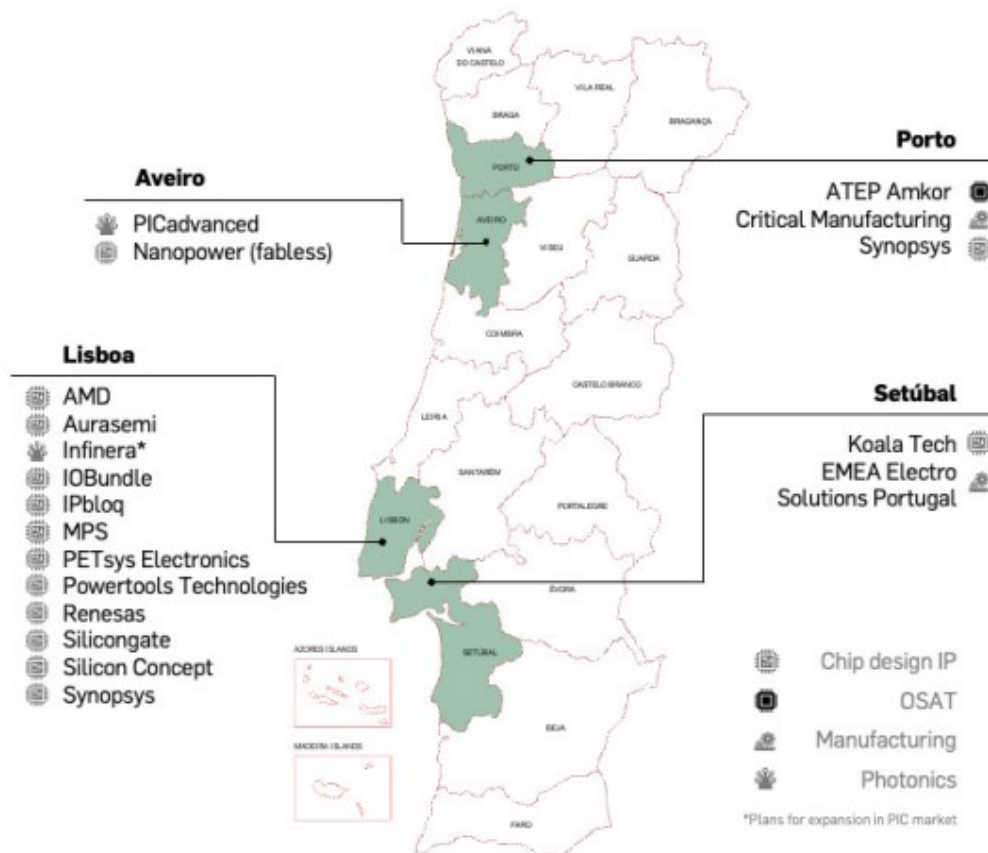 VIANA
DO CASTELO
VILA REAL
BRAGA
BRAGANÇA
PORTO
AVEIRO
VISEU
GUARDA
COIMBRA
CASTELO BRANCO
LEIRIA
SANTARÉM
PORTALEGRE
LISBON
ÉVORA
SETÚBAL
BEJA
FARO
AZORES ISLANDS
MADEIRA ISLANDS
Aveiro
PICadvanced
Nanopower (fabless)
Lisboa
AMD
Aurasemi
Infinera*
IOBundle
IPbloq
MPS
PETsys Electronics
Powertools Technologies
Renesas
Silicongate
Silicon Concept
Synopsys
Porto
ATEP Amkor
Critical Manufacturing
Synopsys
Setúbal
Koala Tech
EMEA Electro
Solutions Portugal
Chip design IP
OSAT
Manufacturing
Photonics
*Plans for expansion in PIC market